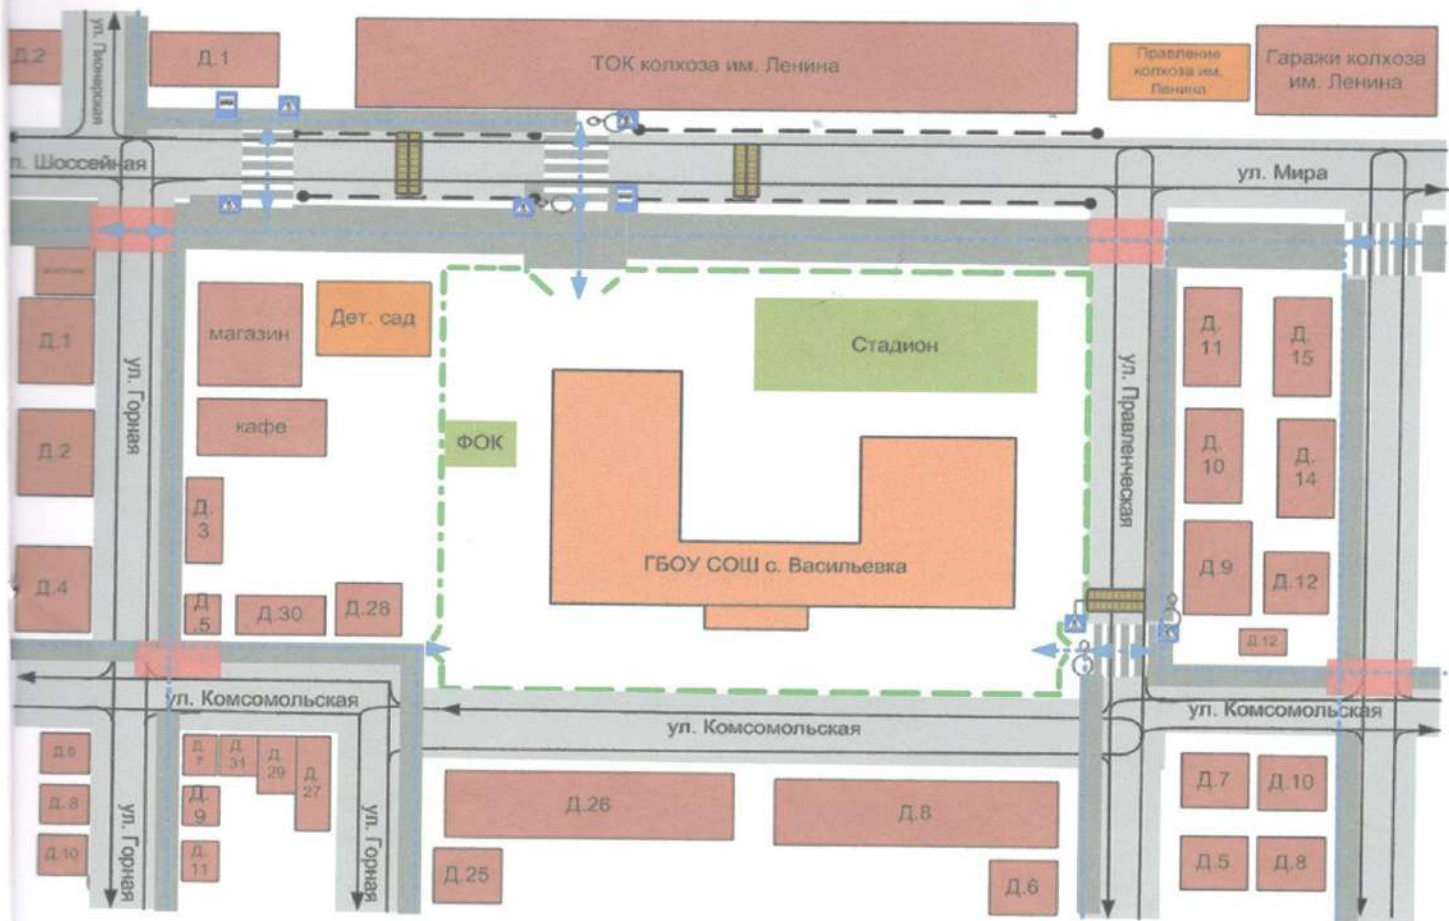 Д.2
ул. Пионерская
Д.1
ТОК колхоза им. Ленина
Правление
колхоза им.
Ленина
Гаражи колхоза
им. Ленина
л. Шоссейная
ул. Мира
магазин
Дет. сад
Стадион
Д.
11
Д.
15
Д.1
ул. Горная
ул. Правленческая
кафе
ФОК
Д.2
Д.
10
Д.
14
Д.
3
ГБОУ СОШ с. Васильевка
Д.9
Д.12
Д.4
Д
.5
Д.30
Д.28
Д.12
ул. Комсомольская
ул. Комсомольская
ул. Комсомольская
Д.6
Д.
7
Д.
31
Д.
29
Д.
27
Д.7
Д.10
Д. 8
Д.
9
Д.26
Д.8
ул. Горная
ул. Горная
Д.10
Д.
11
Д.25
Д.6
Д.5
Д.8